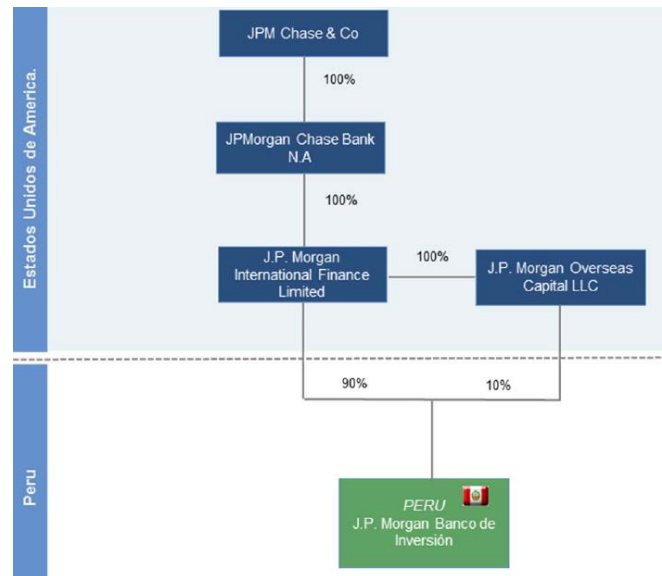 JPM Chase & Co
100%
JPMorgan Chase Bank
N.A
100%
J.P. Morgan
International Finance
Limited
100%
J.P. Morgan Overseas
Capital LLC
Estados Unidos de America.
90%
10%
Peru
PERU
J.P. Morgan Banco de
Inversión